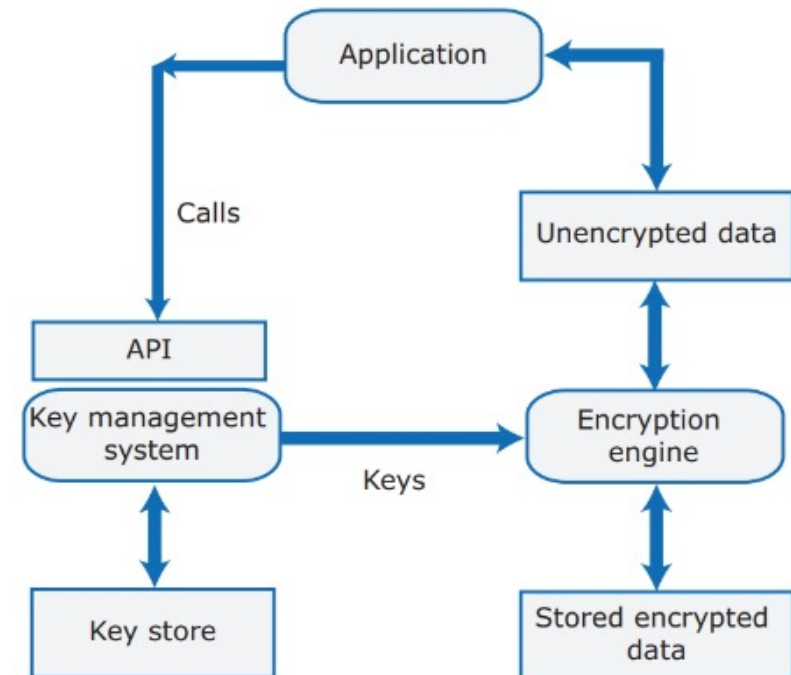 Application
Calls
Unencrypted data
API
Key management
system
Encryption
engine
Keys
Key store
Stored encrypted
data